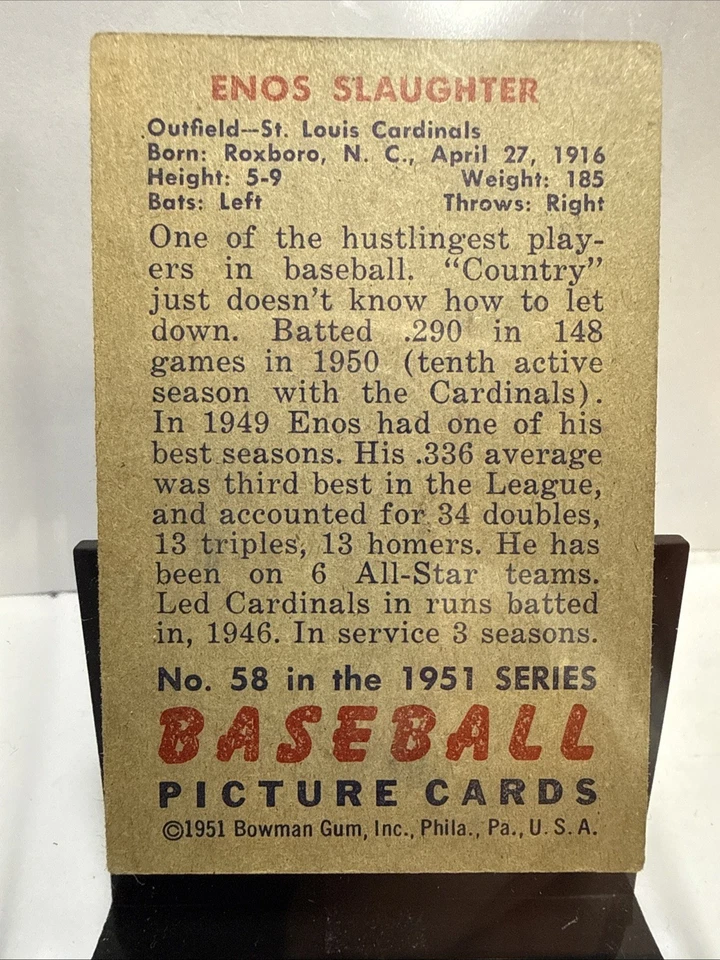 ENOS SLAUGHTER
Outfield—St. Louis Cardinals
Born: Roxboro, N. C., April 27, 1916
Height: 5-9 Weight: 185
Bats: Left Throws: Right
One of the hustlingest play-
ers in baseball. “Country”
just doesn’t know how to let
down. Batted .290 in 148
games in 1950 (tenth active
season with the Cardinals).
In 1949 Enos had one of his
best seasons. His .336 average
was third best in the League,
and accounted for 34 doubles,
13 triples, 13 homers. He has
been on 6 All-Star teams.
Led Cardinals in runs batted
in, 1946. In service 3 seasons.
No. 58 in the 1951 SERIES
BASEBALL
PICTURE CARDS
©1951 Bowman Gum, Inc., Phila., Pa., U. S. A.